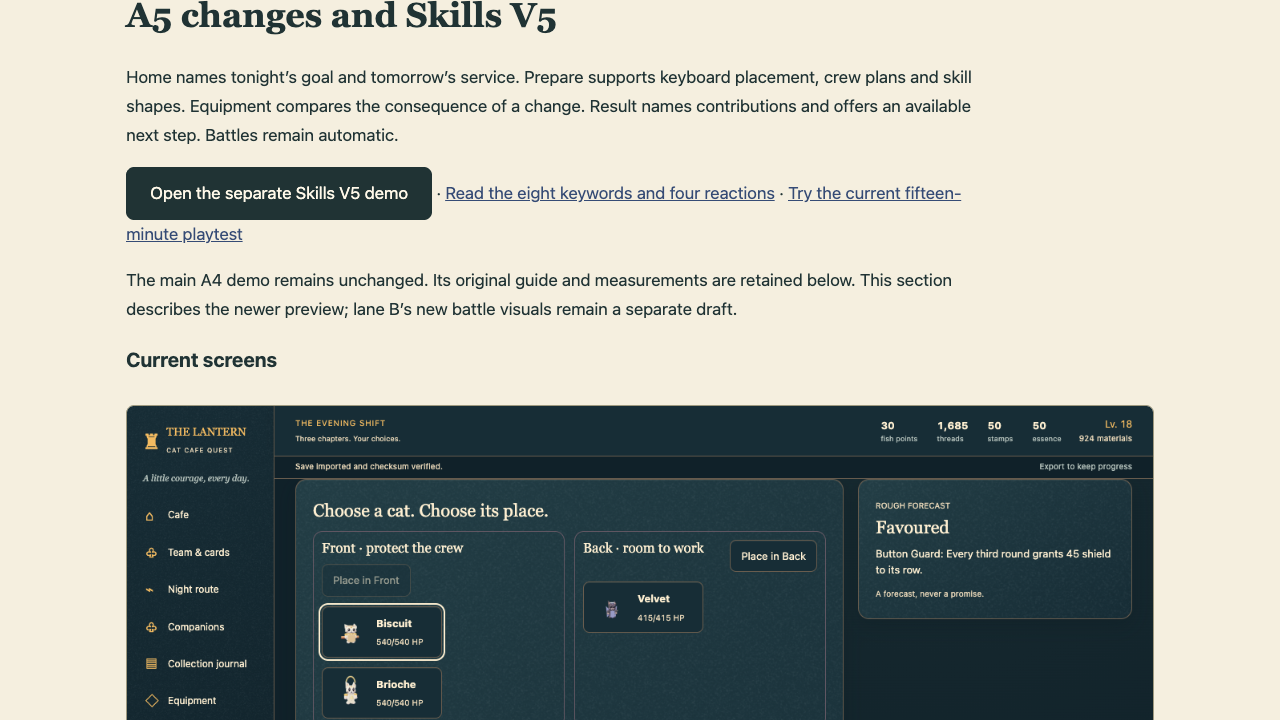 A5 changes and Skills V5
Home names tonight’s goal and tomorrow’s service. Prepare supports keyboard placement, crew plans and skill
shapes. Equipment compares the consequence of a change. Result names contributions and offers an available
next step. Battles remain automatic.
Open the separate Skills V5 demo · Read the eight keywords and four reactions · Try the current fifteen-
minute playtest
The main A4 demo remains unchanged. Its original guide and measurements are retained below. This section
describes the newer preview; lane B’s new battle visuals remain a separate draft.
Current screens
THE LANTERN
CAT CAFE QUEST
A little courage, every day.
Cafe
Team & cards
Night route
Companions
Collection journal
Equipment
THE EVENING SHIFT
Three chapters. Your choices.
30
fish points
1,685
threads
50
stamps
50
essence
Lv. 18
924 materials
Save imported and checksum verified.
Export to keep progress
Choose a cat. Choose its place.
Front · protect the crew
Place in Front
Biscuit
540/540 HP
Brioche
540/540 HP
Back · room to work
Place in Back
Velvet
415/415 HP
ROUGH FORECAST
Favoured
Button Guard: Every third round grants 45 shield
to its row.
A forecast, never a promise.